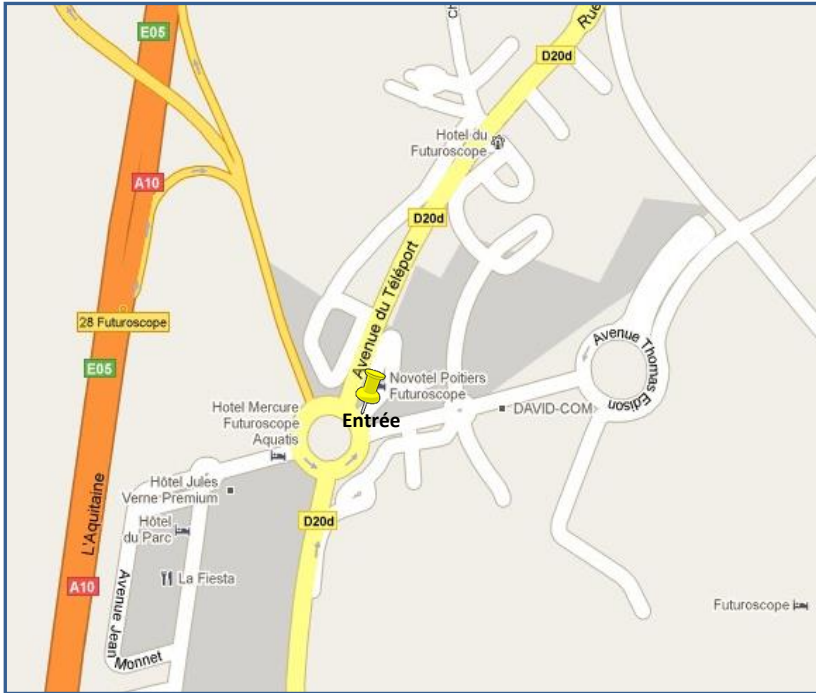 E05
ch
Rue
D20d
Hotel du
Futuroscope
A10
D20d
28 Futuroscope
Avenue du Téléport
E05
Avenue Thomas Edison
Novotel Poitiers
Futuroscope
Hotel Mercure
Futuroscope
Aquatis
Entrée
DAVID-COM
Hôtel Jules
Verne Premium
L'Aquitaine
D20d
Hôtel
du Parc
La Fiesta
A10
Avenue Jean
Monnet
Futuroscope